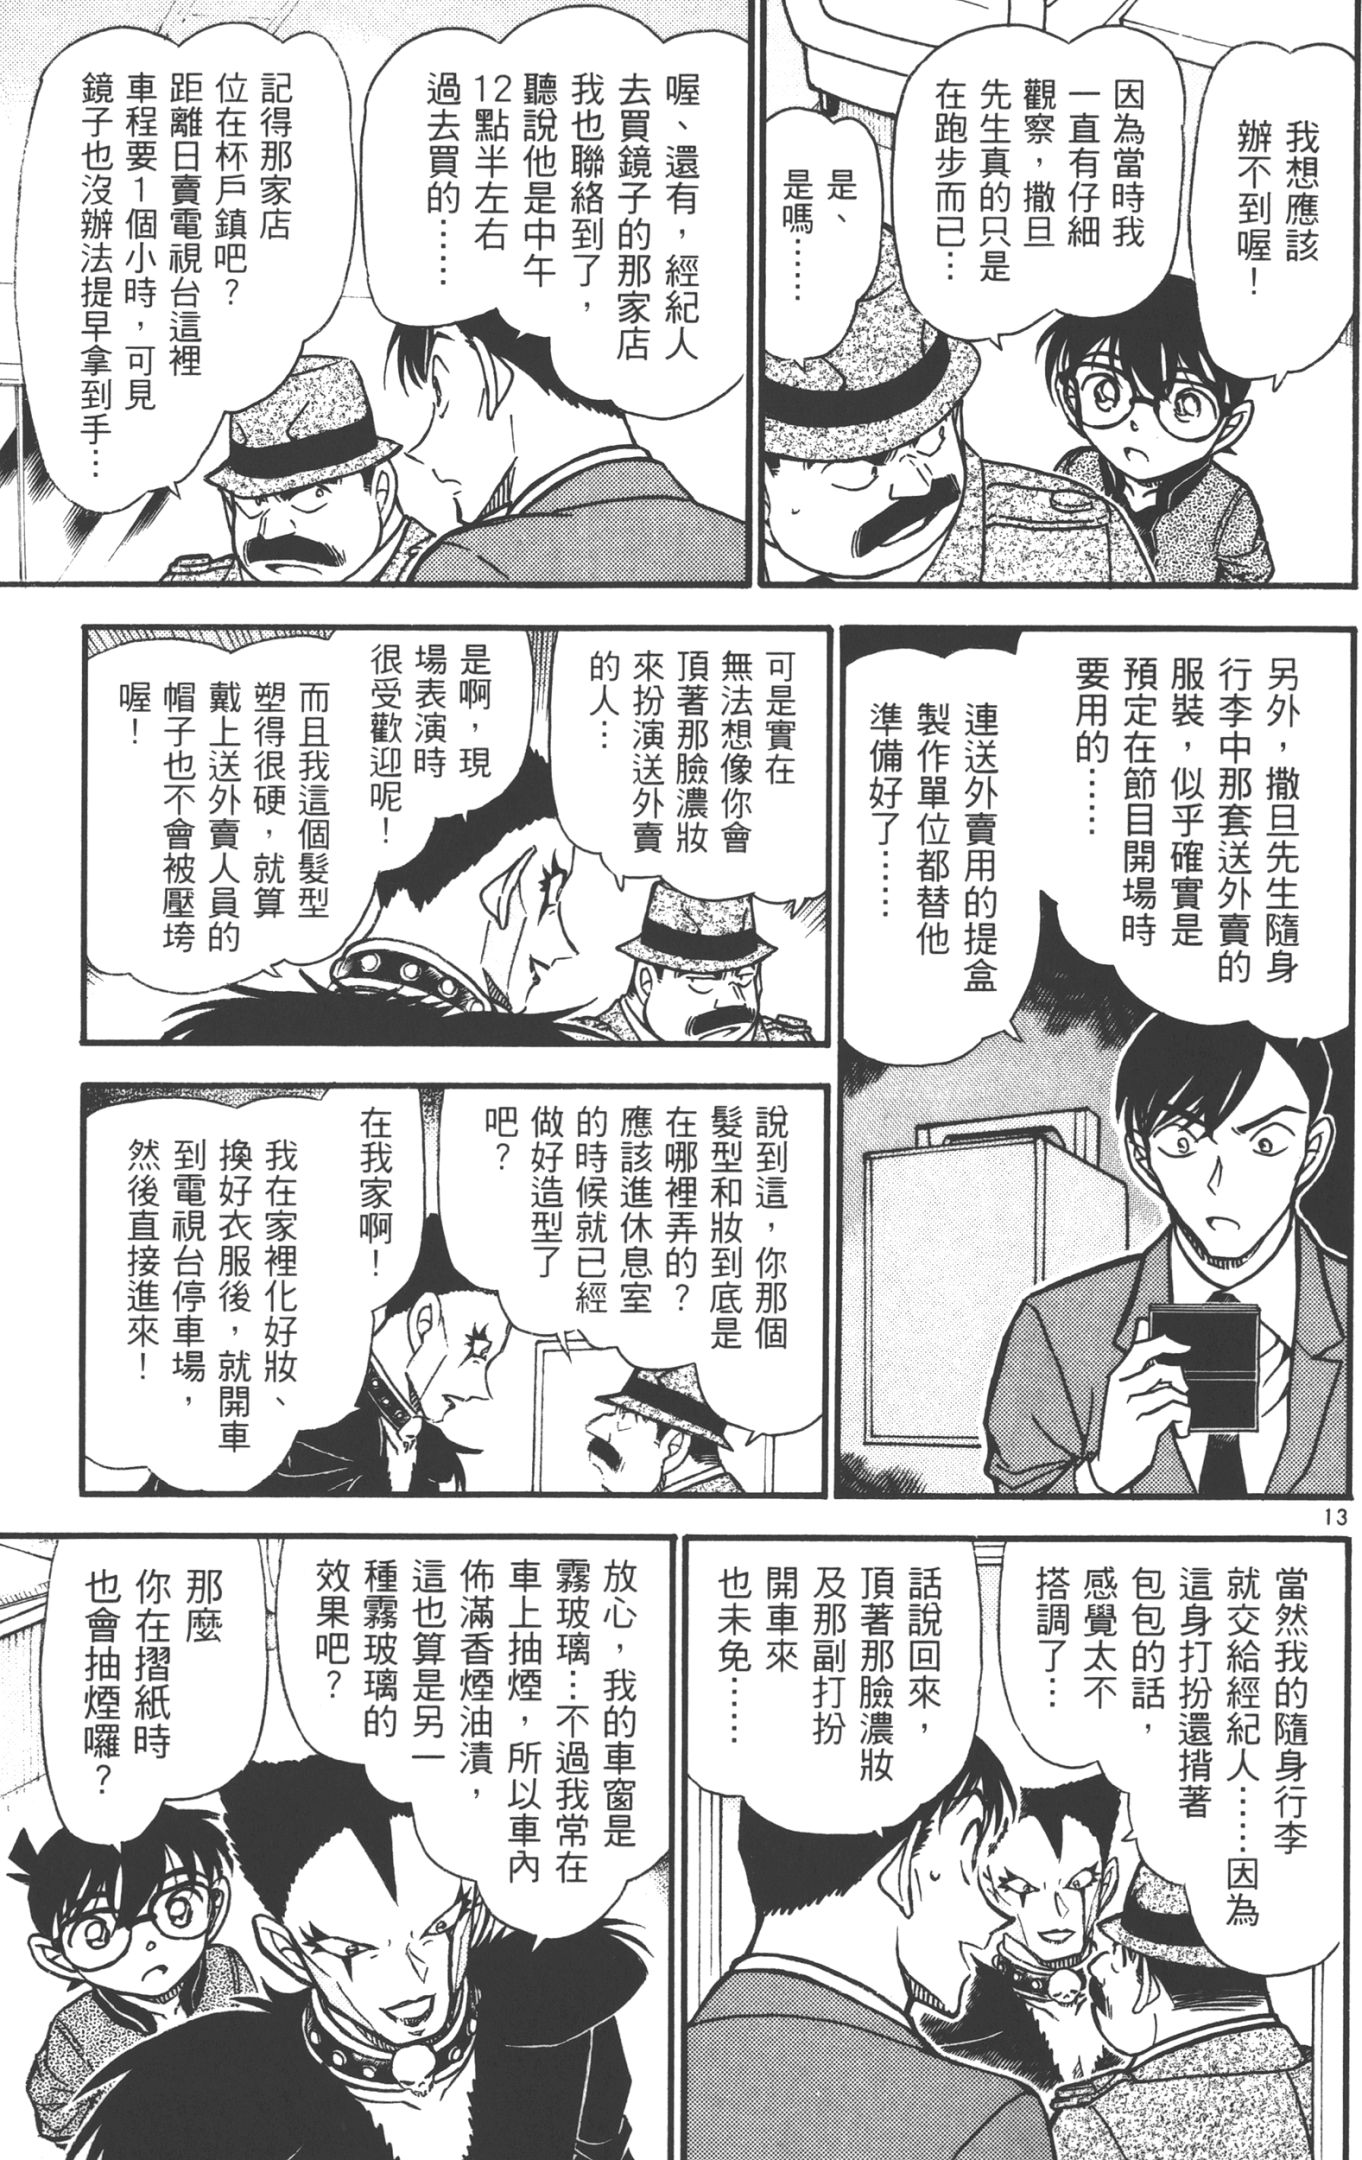 我想應該
辦不到喔！
因為當時我
一直有仔細
觀察，撒旦
先生真的只是
在跑步而已…
是、
是嗎……
喔、還有，經紀人
去買鏡子的那家店
我也聯絡到了，
聽說他是中午
12點半左右
過去買的……
記得那家店
位在杯戶鎮吧？
距離日賣電視台這裡
車程要1個小時，可見
鏡子也沒辦法提早拿到手…
另外，撒旦先生隨身
行李中那套送外賣的
服裝，似乎確實是
預定在節目開場時
要用的……
連送外賣用的提盒
製作單位都替他
準備好了……
可是實在
無法想像你會
頂著那臉濃妝
來扮演送外賣
的人…
是啊，現
場表演時
很受歡迎呢！
而且我這個髮型
塑得很硬，就算
戴上送外賣人員的
帽子也不會被壓垮
喔！
說到這，你那個
髮型和妝到底是
在哪裡弄的？
應該進休息室
的時候就已經
做好造型了
吧？
在我家啊！
我在家裡化好妝、
換好衣服後，就開車
到電視台停車場，
然後直接進來！
13
當然我的隨身行李
就交給經紀人……因為
這身打扮還揹著
包包的話，
感覺太不
搭調了…
話說回來，
頂著那臉濃妝
及那副打扮
開車來
也未免……
放心，我的車窗是
霧玻璃…不過我常在
車上抽煙，所以車內
佈滿香煙油漬，
這也算是另一
種霧玻璃的
效果吧？
那麼
你在摺紙時
也會抽煙囉？